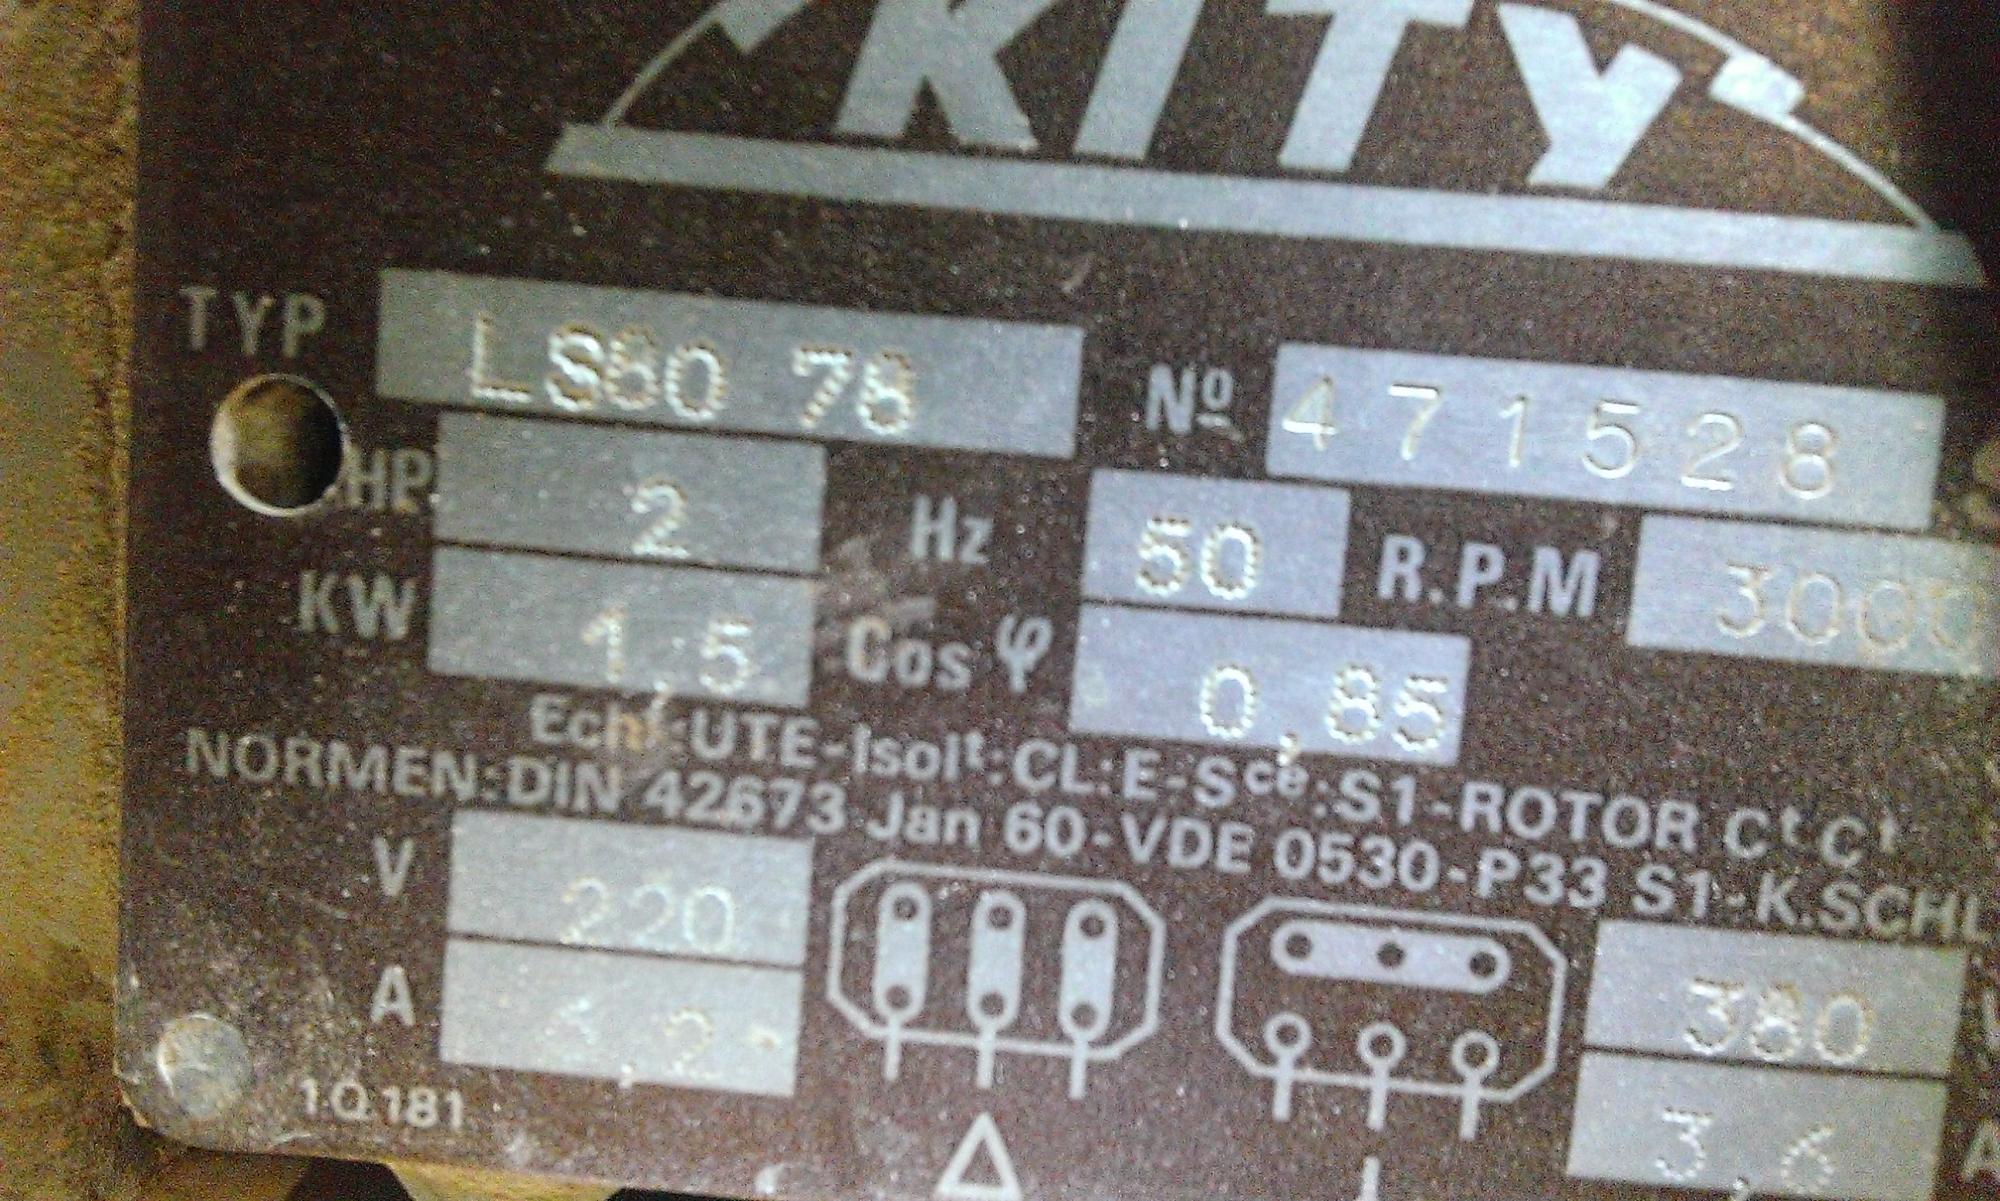 KITY
TYP LS80 78 Nº 471528
HP 2 Hz 50 R.P.M 3000
KW 1,5 Cos φ 0,85
Echt:UTE-Isolt:CL:E-Sce:S1-ROTOR Ct Ct
NORMEN:DIN 42673 Jan 60-VDE 0530-P33 S1-K.SCHL
V 220 380 V
A 6,2 3,6 A
1Q181
Δ